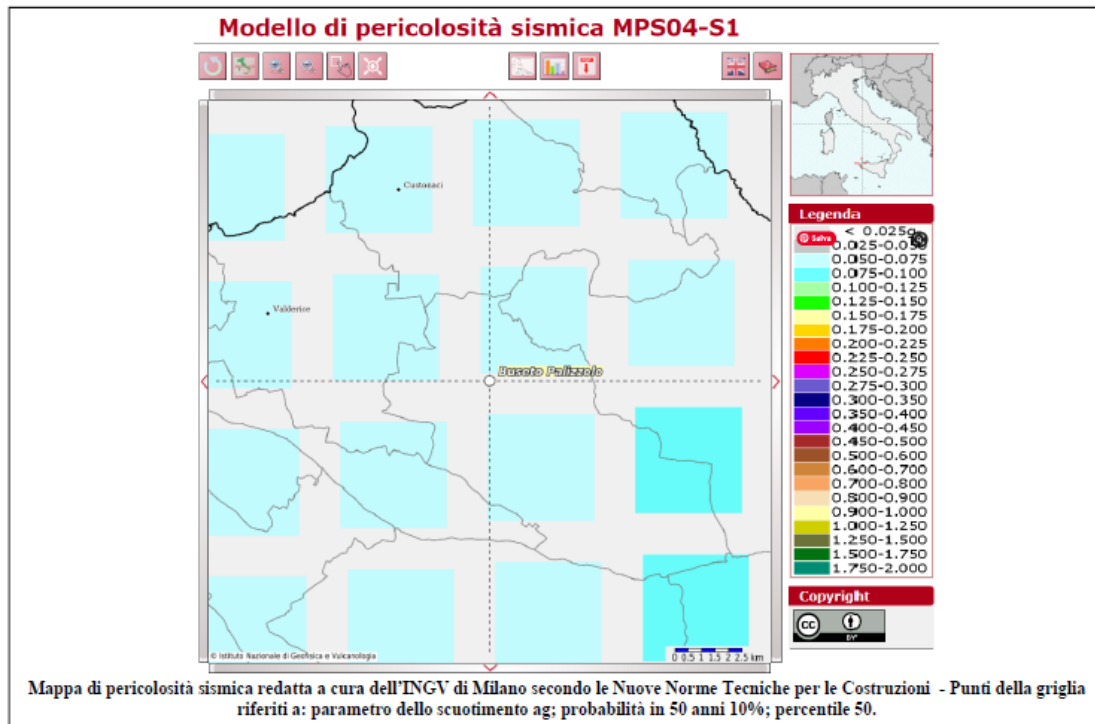 Modello di pericolosità sismica MPS04-S1
Custonaci
Valderice
Buseto Palizzolo
© Istituto Nazionale di Geofisica e Vulcanologia
0 0.5 1 1.5 2 2.5 km
Legenda
< 0.025g
Salva
0.025-0.050
0.050-0.075
0.075-0.100
0.100-0.125
0.125-0.150
0.150-0.175
0.175-0.200
0.200-0.225
0.225-0.250
0.250-0.275
0.275-0.300
0.300-0.350
0.350-0.400
0.400-0.450
0.450-0.500
0.500-0.600
0.600-0.700
0.700-0.800
0.800-0.900
0.900-1.000
1.000-1.250
1.250-1.500
1.500-1.750
1.750-2.000
Copyright
CC
BY
Mappa di pericolosità sismica redatta a cura dell'INGV di Milano secondo le Nuove Norme Tecniche per le Costruzioni - Punti della griglia
riferiti a: parametro dello scuotimento ag; probabilità in 50 anni 10%; percentile 50.